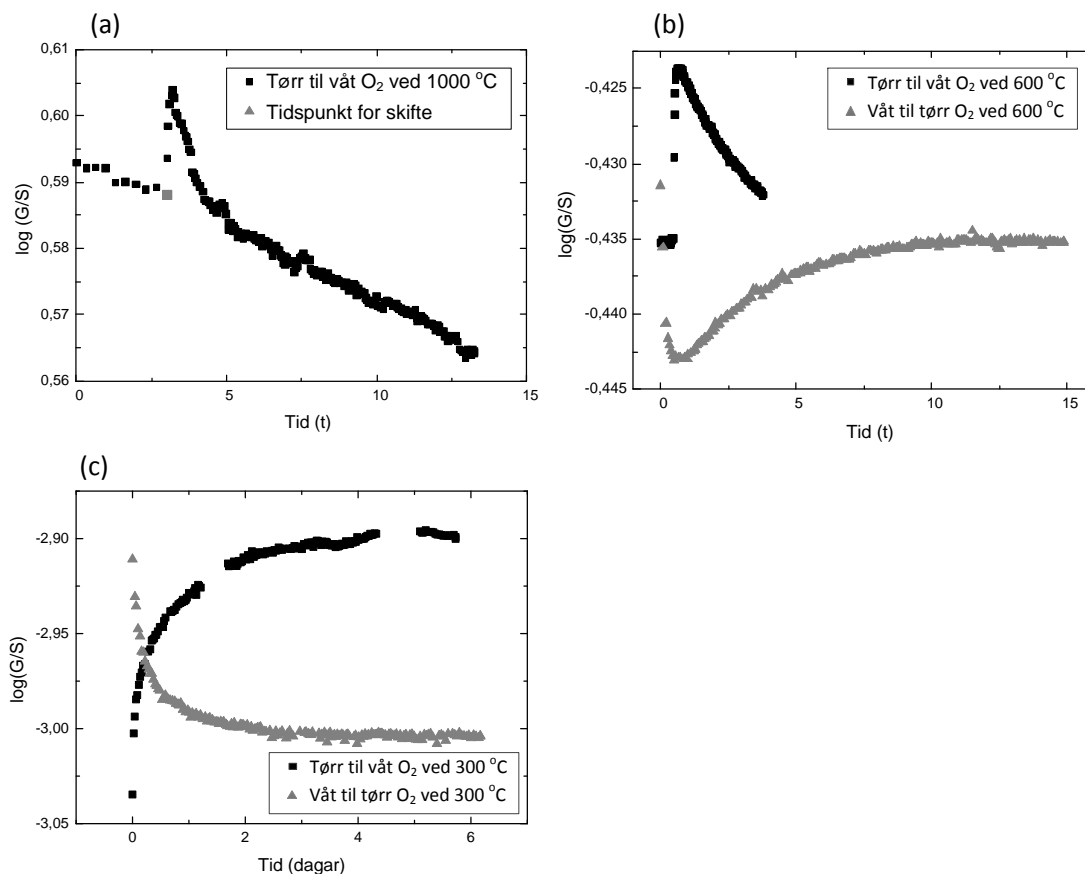 (a)
0,61
0,60
0,59
0,58
0,57
0,56
log (G/S)
Tørr til våt O₂ ved 1000 °C
Tidspunkt for skifte
0 5 10 15
Tid (t)
(b)
-0,425
-0,430
-0,435
-0,440
-0,445
log(G/S)
Tørr til våt O₂ ved 600 °C
Våt til tørr O₂ ved 600 °C
0 5 10 15
Tid (t)
(c)
-2,90
-2,95
-3,00
-3,05
log(G/S)
Tørr til våt O₂ ved 300 °C
Våt til tørr O₂ ved 300 °C
0 2 4 6
Tid (dagar)